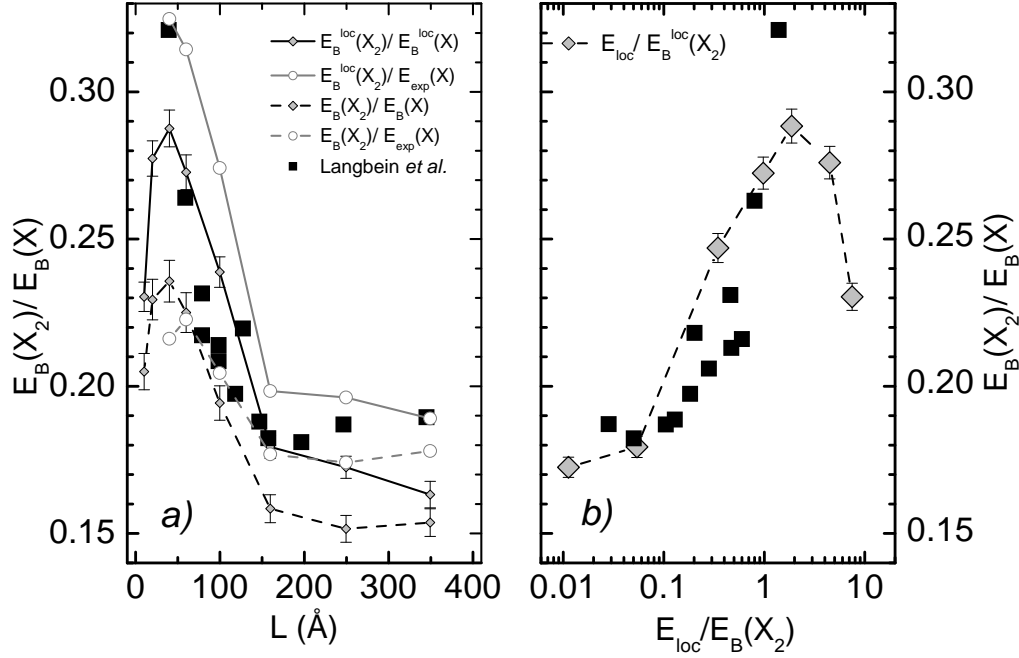 E_B(X_2)/ E_B(X)
0.30
0.25
0.20
0.15
E_B^loc(X_2)/ E_B^loc(X)
E_B^loc(X_2)/ E_exp(X)
E_B(X_2)/ E_B(X)
E_B(X_2)/ E_exp(X)
Langbein et al.
a)
0 100 200 300 400
L (Å)
E_loc/ E_B^loc(X_2)
b)
0.01 0.1 1 10
E_loc/E_B(X_2)
0.30
0.25
0.20
0.15
E_B(X_2)/ E_B(X)